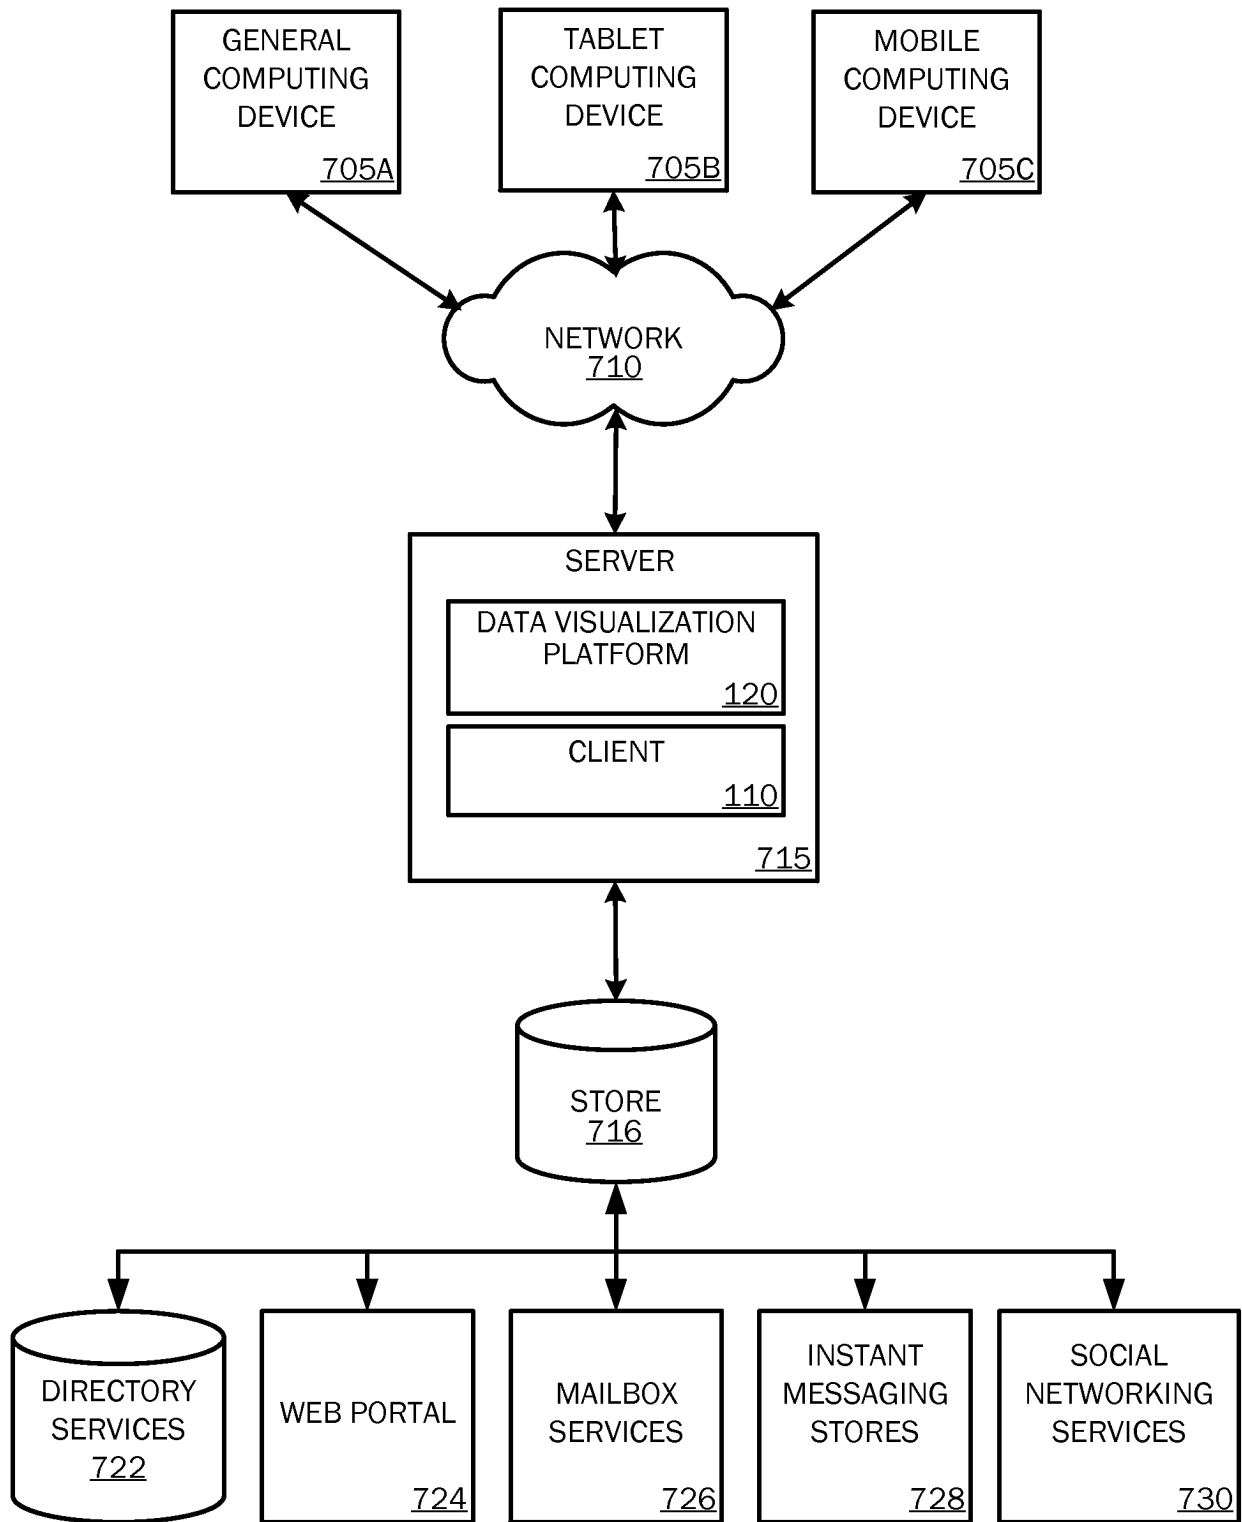 GENERAL
COMPUTING
DEVICE
705A
TABLET
COMPUTING
DEVICE
705B
MOBILE
COMPUTING
DEVICE
705C
NETWORK
710
SERVER
DATA VISUALIZATION
PLATFORM
120
CLIENT
110
715
STORE
716
DIRECTORY
SERVICES
722
WEB PORTAL
724
MAILBOX
SERVICES
726
INSTANT
MESSAGING
STORES
728
SOCIAL
NETWORKING
SERVICES
730